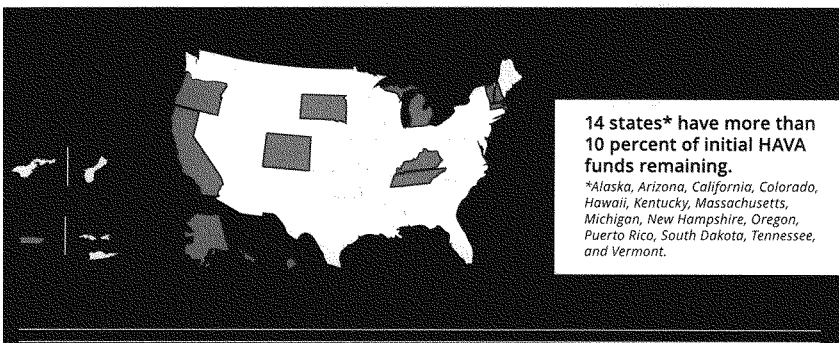 14 states* have more than
10 percent of initial HAVA
funds remaining.
*Alaska, Arizona, California, Colorado,
Hawaii, Kentucky, Massachusetts,
Michigan, New Hampshire, Oregon,
Puerto Rico, South Dakota, Tennessee,
and Vermont.